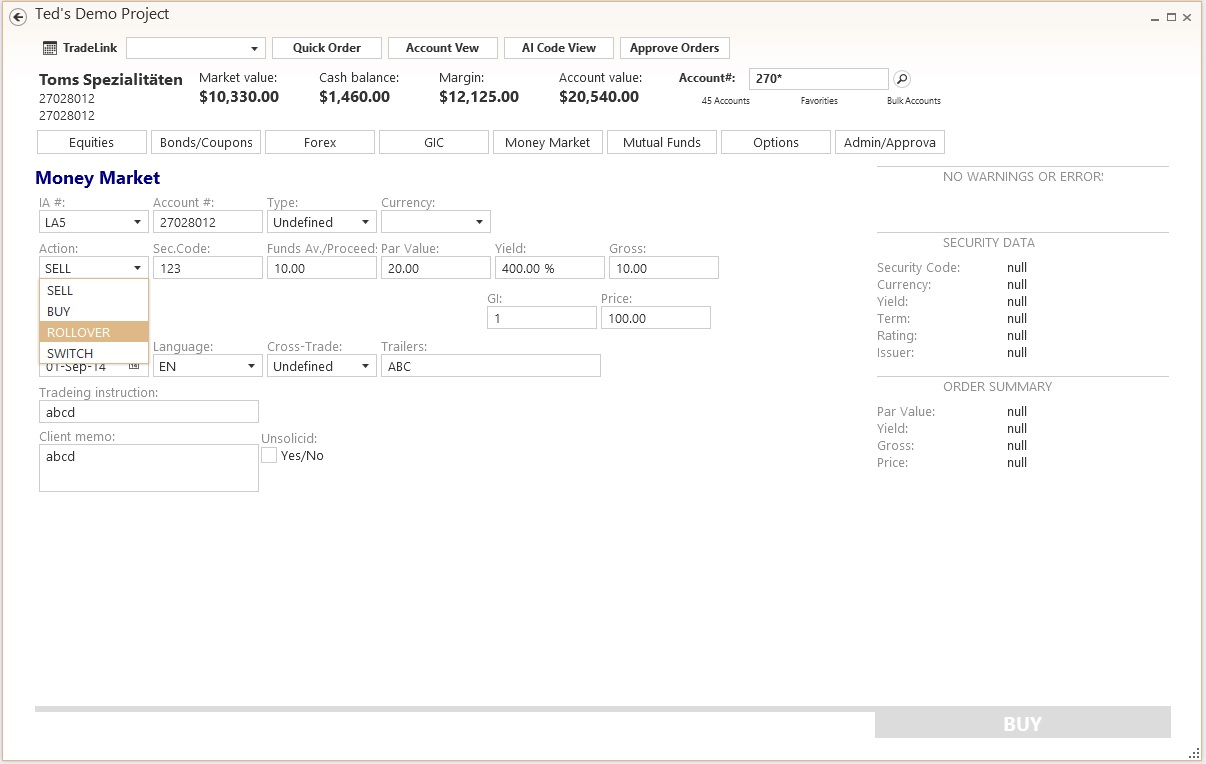 Ted's Demo Project
TradeLink Quick Order Account Vew AI Code View Approve Orders
Toms Spezialitäten Market value: Cash balance: Margin: Account value: Account#: 270*
27028012 $10,330.00 $1,460.00 $12,125.00 $20,540.00 45 Accounts Favorities Bulk Accounts
27028012
Equities Bonds/Coupons Forex GIC Money Market Mutual Funds Options Admin/Approva
Money Market
IA #: Account #: Type: Currency:
LA5 27028012 Undefined
Action: Sec.Code: Funds Av./Proceed: Par Value: Yield: Gross:
SELL 123 10.00 20.00 400.00 % 10.00
SELL
BUY
ROLLOVER
SWITCH
GI: Price:
1 100.00
Language: Cross-Trade: Trailers:
01-Sep-14 EN Undefined ABC
Tradeing instruction:
abcd
Client memo: Unsolicid:
abcd Yes/No
NO WARNINGS OR ERROR!
SECURITY DATA
Security Code: null
Currency: null
Yield: null
Term: null
Rating: null
Issuer: null
ORDER SUMMARY
Par Value: null
Yield: null
Gross: null
Price: null
BUY